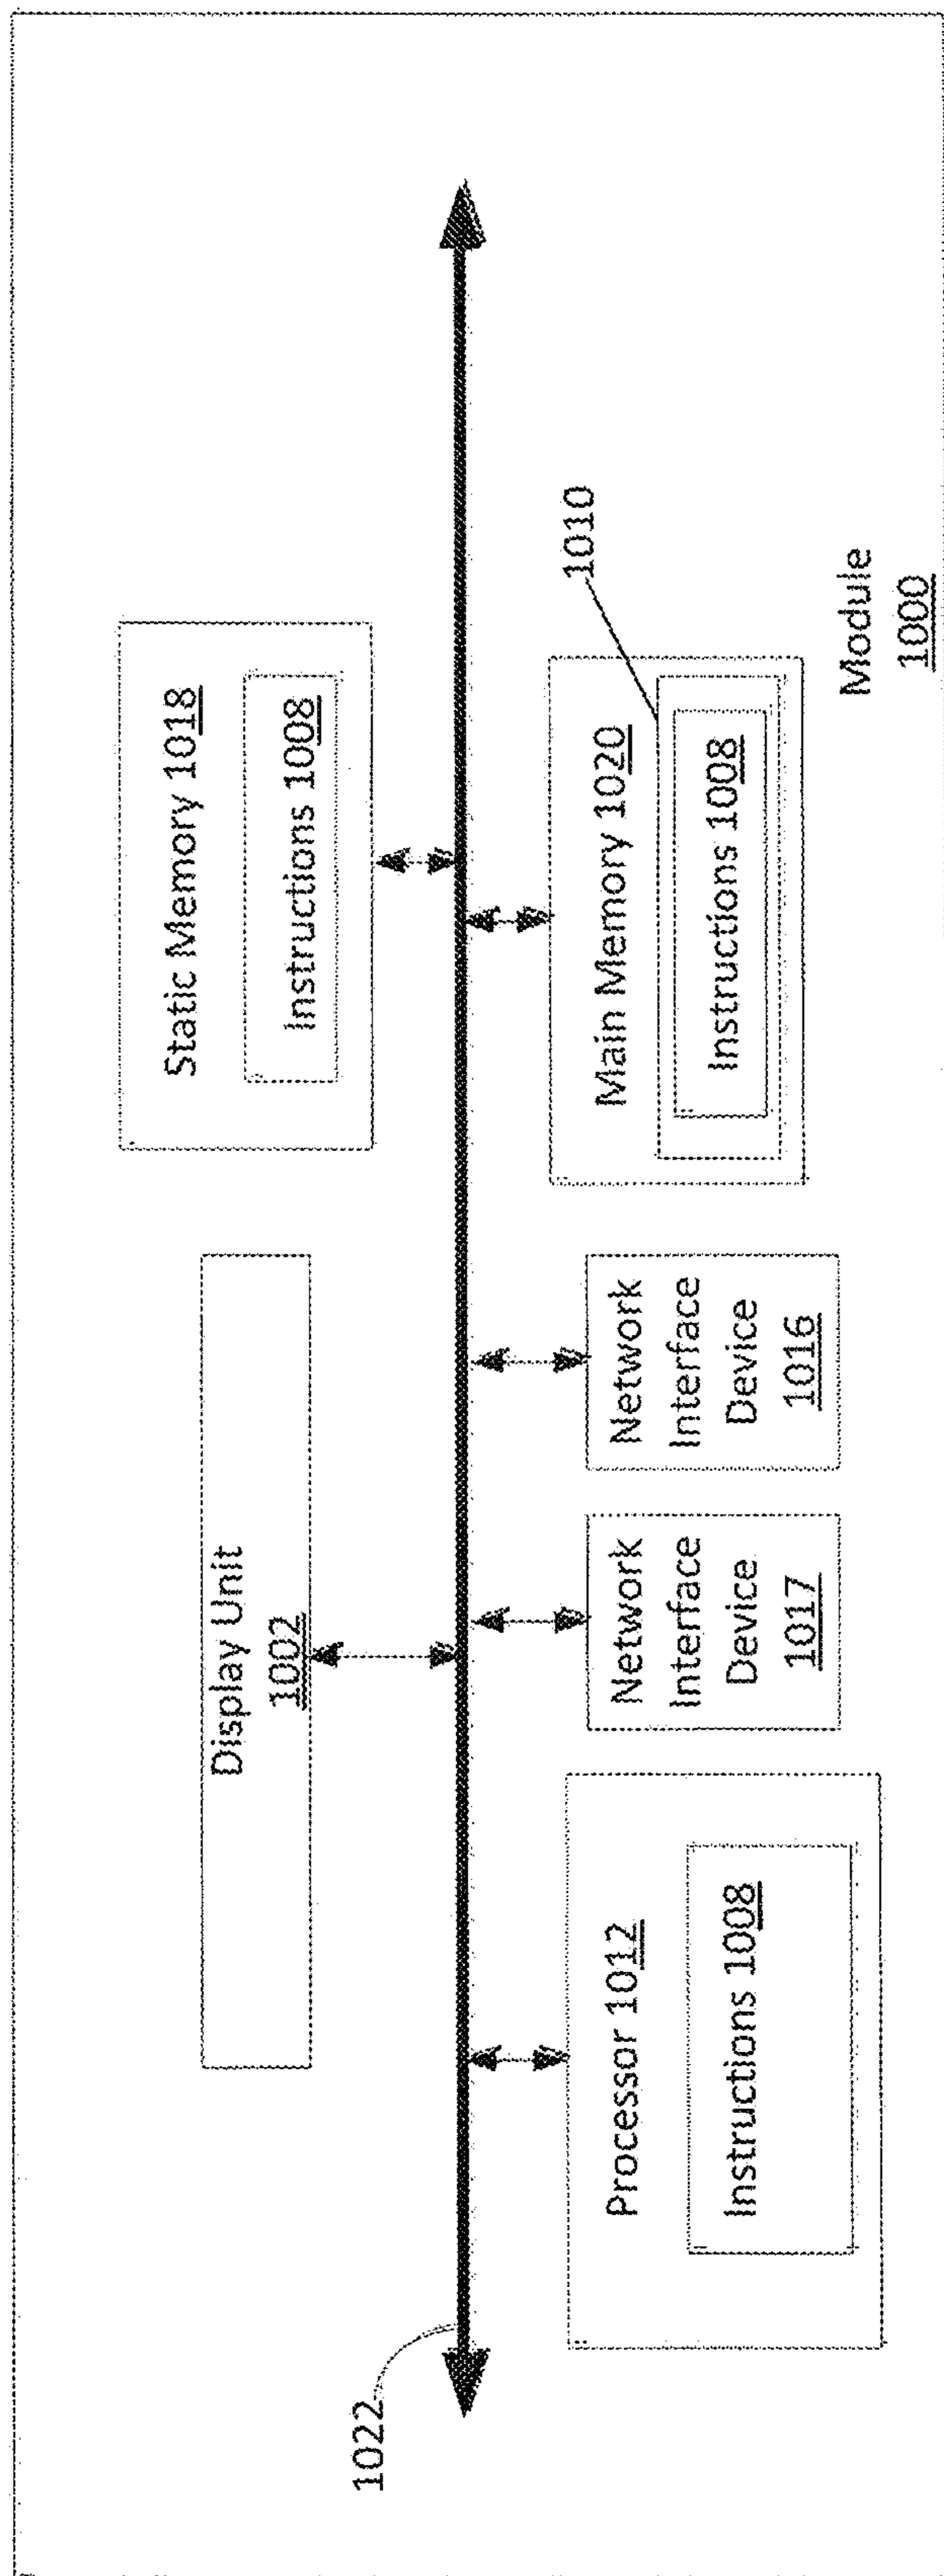 Display Unit
1002
Static Memory 1018
Instructions 1008
1022
Processor 1012
Instructions 1008
Network
Interface
Device
1017
Network
Interface
Device
1016
Main Memory 1020
Instructions 1008
1010
Module
1000